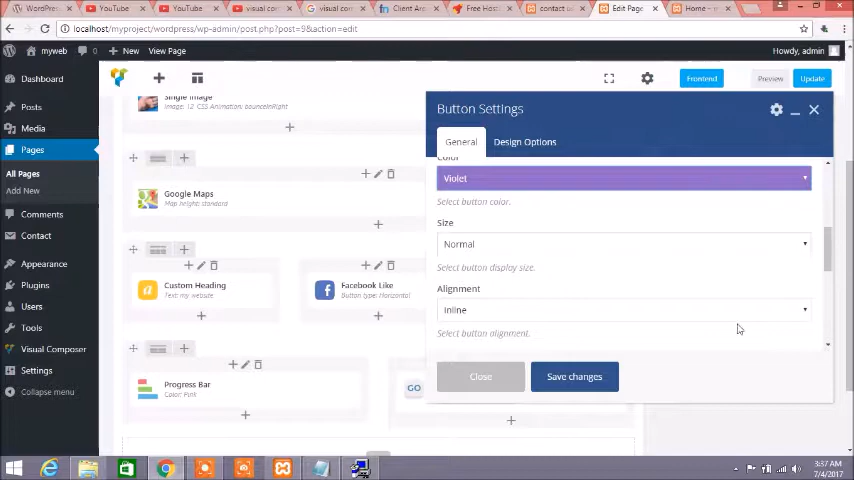 WordPress
YouTube
YouTube
visual co
visual com
Client Are
Free Host
contact u
Edit Page
Home – m
localhost/myproject/wordpress/wp-admin/post.php?post=9&action=edit
myweb
0
New
View Page
Howdy, admin
Dashboard
Posts
Media
Pages
All Pages
Add New
Comments
Contact
Appearance
Plugins
Users
Tools
Visual Composer
Settings
Collapse menu
Frontend
Preview
Update
Single Image
Image: 12 CSS Animation: bounceInRight
Google Maps
Map height: standard
Custom Heading
Text: my website
Facebook Like
Button type: Horizontal
Progress Bar
Color: Pink
GO
Button Settings
General
Design Options
Color
Violet
Select button color.
Size
Normal
Select button display size.
Alignment
Inline
Select button alignment.
Close
Save changes
3:37 AM
7/4/2017